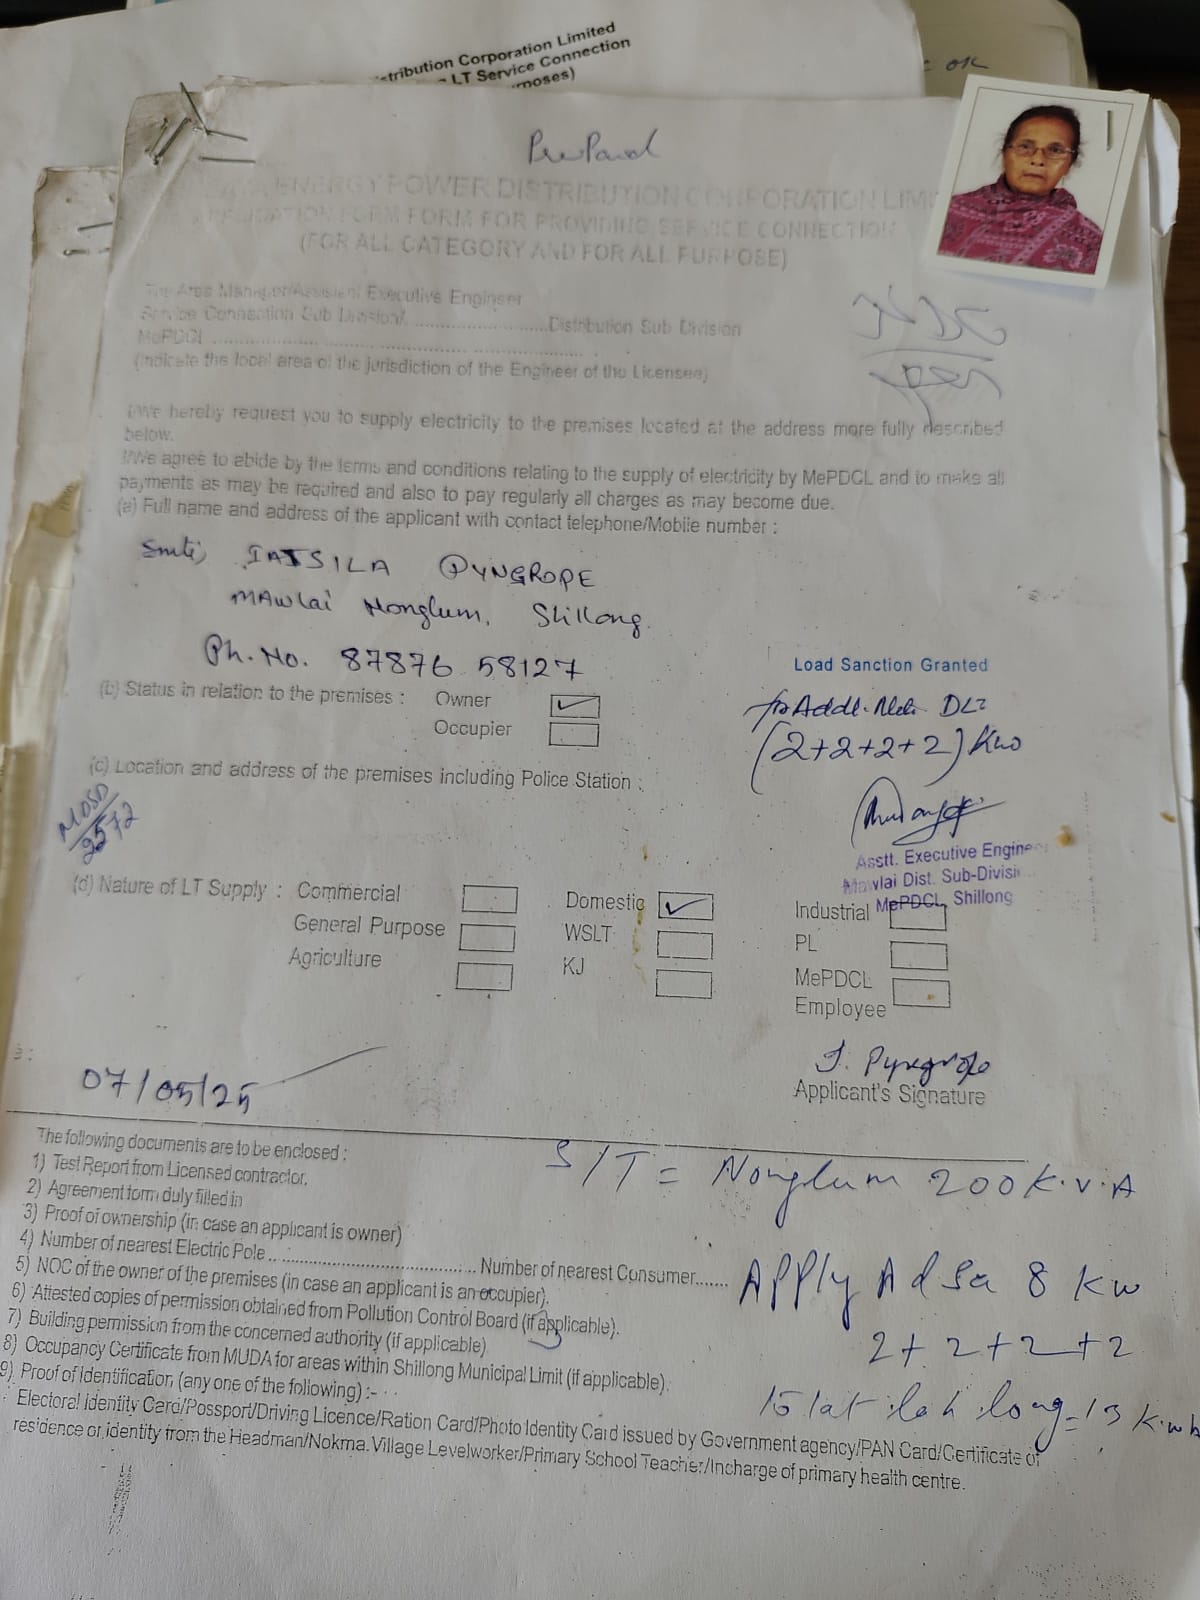 tribution Corporation Limited
LT Service Connection
OK
PrePaid
ENERGY POWER DISTRIBUTION CORPORATION LIMI
FORM FORM FOR PROVIDING SERVICE CONNECTION
(FOR ALL CATEGORY AND FOR ALL PURPOSE)
The Area Manager/Assistent Executive Engineer
Service Connection Sub Division/..............................Distribution Sub Division
MePDCL ................................................................
(Indicate the local area of the jurisdiction of the Engineer of the Licensee)
I/We hereby request you to supply electricity to the premises located at the address more fully described
below.
I/We agree to abide by the terms and conditions relating to the supply of electricity by MePDCL and to make all
payments as may be required and also to pay regularly all charges as may become due.
(a) Full name and address of the applicant with contact telephone/Mobile number :
Smti, IAISILA PYNGROPE
MAWLAI Nonglum, Shillong.
Ph. No. 87876 58127
Load Sanction Granted
(b) Status in relation to the premises : Owner
Occupier
(2+2+2+2) Kw
(c) Location and address of the premises including Police Station :
MOSD
2572
Asstt. Executive Engine
Mawlai Dist. Sub-Divisi
MePDCL, Shillong
(d) Nature of LT Supply : Commercial Domestic Industrial
General Purpose WSLT PL
Agriculture KJ MePDCL
Employee
07/05/25
Applicant's Signature
The following documents are to be enclosed :
S/T = Nonglum 200 K.V.A
1) Test Report from Licensed contractor.
2) Agreement form duly filled in
3) Proof of ownership (in case an applicant is owner)
4) Number of nearest Electric Pole .......................................... Number of nearest Consumer.......
5) NOC of the owner of the premises (in case an applicant is an occupier).
Apply 8 Kw
6) Attested copies of permission obtained from Pollution Control Board (if applicable).
7) Building permission from the concerned authority (if applicable)
2+2+2+2
8) Occupancy Certificate from MUDA for areas within Shillong Municipal Limit (if applicable).
9) Proof of Identification (any one of the following) :-
Electoral Identity Card/Possport/Driving Licence/Ration Card/Photo Identity Card issued by Government agency/PAN Card/Certificate of
residence or identity from the Headman/Nokma. Village Levelworker/Primary School Teacher/Incharge of primary health centre.